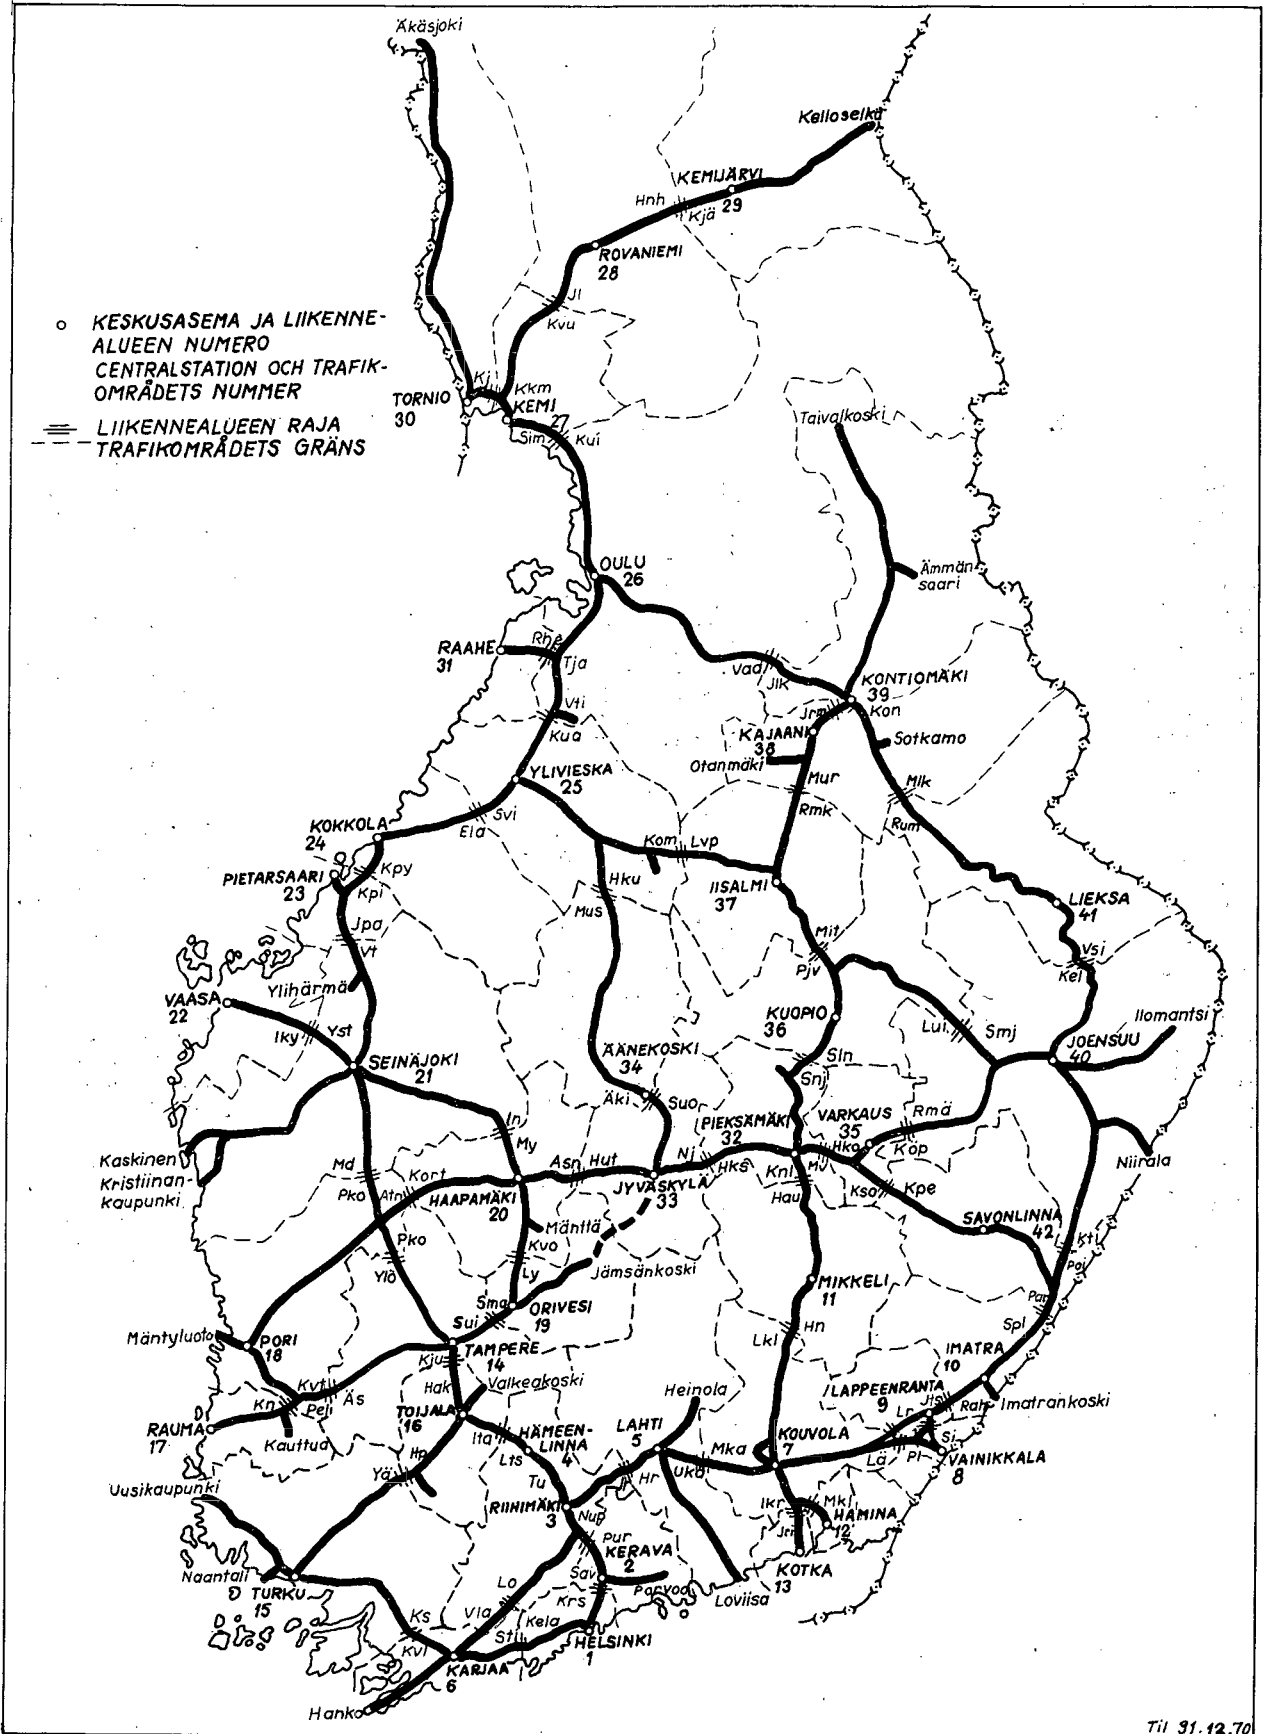 Äkäsjoki
Kelloselkä
KEMIJÄRVI
29
Hnh
Kjä
ROVANIEMI
28
Jl
Kvu
KESKUSASEMA JA LIIKENNE-
ALUEEN NUMERO
CENTRALSTATION OCH TRAFIK-
OMRÅDETS NUMMER
LIIKENNEALUEEN RAJA
TRAFIKOMRÅDETS GRÄNS
TORNIO
30
Kj
Kkm
KEMI
27
Sim
Kui
Taivalkoski
Ämmän
saari
OULU
26
RAAHE
31
Rhe
Tja
Vad
Jlk
KONTIOMÄKI
39
Vti
Kua
Jrm
Kon
KAJAANI
38
Sotkamo
Otanmäki
YLIVIESKA
25
Mur
Rmk
Mlk
Rum
Svi
Ela
KOKKOLA
24
Kom
Lvp
Kpy
Kpi
PIETARSAARI
23
Hku
Mus
IISALMI
37
LIEKSA
41
Jpa
Vt
Mit
Pjv
Vsi
Kel
Ylihärmä
VAASA
22
Iky
Yst
KUOPIO
36
Lui
Smj
Ilomantsi
JOENSUU
40
SEINÄJOKI
21
ÄÄNEKOSKI
34
Sln
Snj
Äki
Suo
In
My
PIEKSÄMÄKI
32
VARKAUS
35
Rmä
Kop
Kaskinen
Kristiinan-
kaupunki
Md
Pko
Kort
Atn
HAAPAMÄKI
20
Asn
Hut
JYVÄSKYLÄ
33
Nj
Hks
Knl
Mv
Hko
Hau
Kso
Kpe
Niirala
SAVONLINNA
42
Mänttä
Kvo
Pko
Ylö
Ly
Jämsänkoski
Kti
Poi
MIKKELI
11
Par
Spl
Sma
ORIVESI
19
Sui
Mäntyluoto
PORI
18
TAMPERE
14
Hn
Lkl
IMATRA
10
Kju
Hak
Valkeakoski
Heinola
LAPPEENRANTA
9
Kvt
Äs
Kn
Pei
RAUMA
17
Kauttua
TOIJALA
16
Jts
Lr
Rah
Imatrankoski
Ita
HÄMEEN-
LINNA
4
Lts
LAHTI
5
Mka
Uko
KOUVOLA
7
Lä
Pl
Si
VAINIKKALA
8
Hp
Yä
Tu
Hr
Uusikaupunki
RIIHIMÄKI
3
Nup
Ikr
Mkl
HAMINA
12
Jri
Pur
KERAVA
2
KOTKA
13
Naantali
TURKU
15
Sav
Porvoo
Loviisa
Lo
Krs
Ks
Vla
Kela
Sti
Kvl
HELSINKI
1
KARJAA
6
Hanko
Til 31.12.70